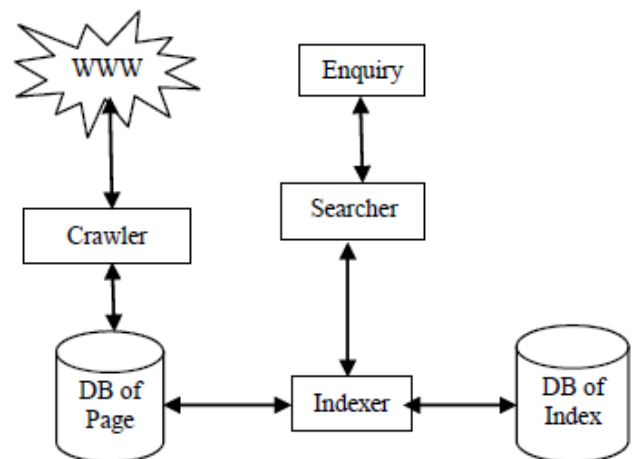 WWW
Enquiry
Searcher
Crawler
DB of
Page
Indexer
DB of
Index